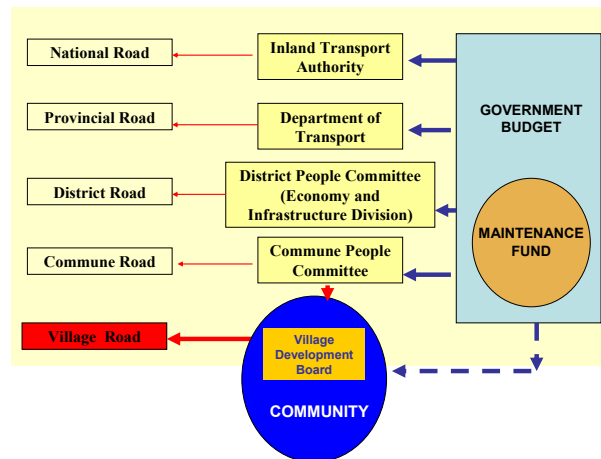 National Road
Inland Transport
Authority
GOVERNMENT
BUDGET
Provincial Road
Department of
Transport
District Road
District People Committee
(Economy and
Infrastructure Division)
MAINTENANCE
FUND
Commune Road
Commune People
Committee
Village Road
Village
Development
Board
COMMUNITY